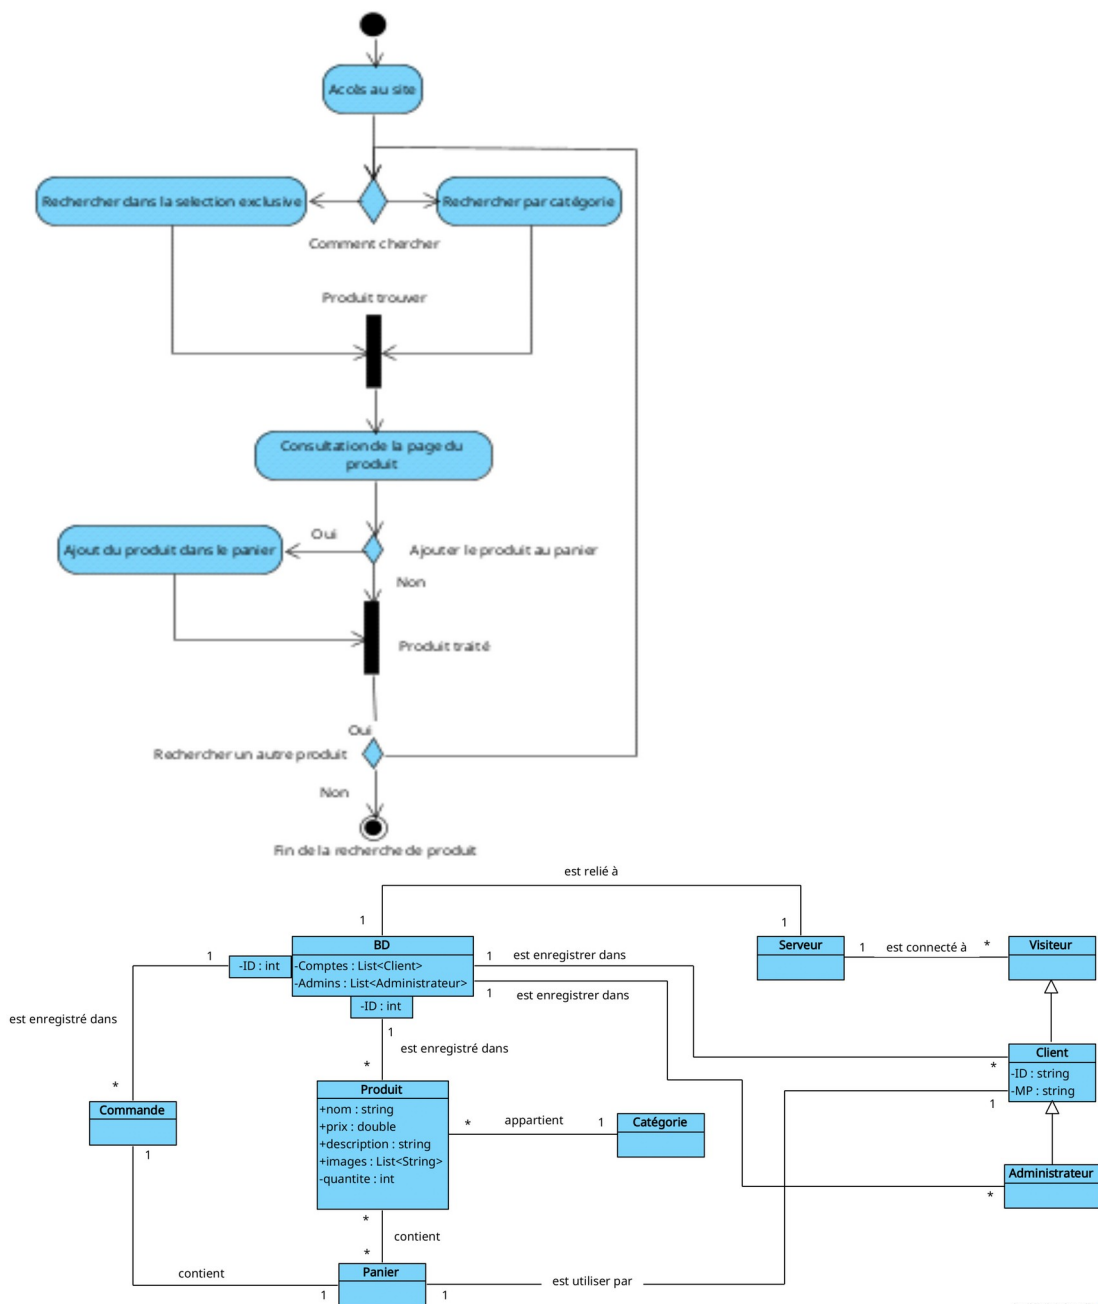 Accès au site
Rechercher dans la selection exclusive
Rechercher par catégorie
Comment chercher
Produit trouver
Consultation de la page du
produit
Oui
Ajout du produit dans le panier
Ajouter le produit au panier
Non
Produit traité
Oui
Rechercher un autre produit
Non
Fin de la recherche de produit
est relié à
1
1
BD
Serveur
Visiteur
1
-ID : int
-Comptes : List<Client>
-Admins : List<Administrateur>
1
est enregistrer dans
1
est connecté à
*
1
est enregistrer dans
-ID : int
1
est enregistré dans
est enregistré dans
*
*
Client
-ID : string
-MP : string
*
1
Commande
1
Produit
+nom : string
+prix : double
+description : string
+images : List<String>
-quantite : int
*
appartient
1
Catégorie
Administrateur
*
*
contient
*
Panier
contient
1
1
est utiliser par